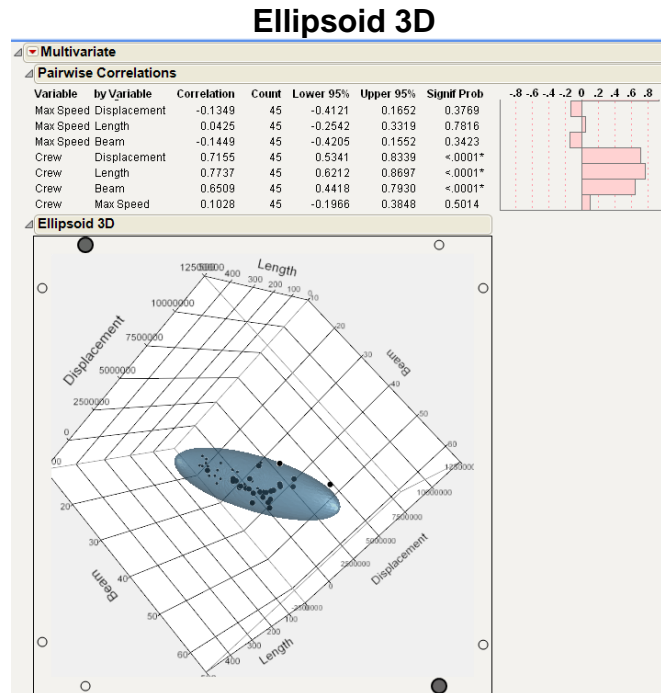 Ellipsoid 3D
Multivariate
Pairwise Correlations
Variable by Variable Correlation Count Lower 95% Upper 95% Signif Prob -.8 -.6 -.4 -.2 0 .2 .4 .6 .8
Max Speed Displacement -0.1349 45 -0.4121 0.1652 0.3769
Max Speed Length 0.0425 45 -0.2542 0.3319 0.7816
Max Speed Beam -0.1449 45 -0.4205 0.1552 0.3423
Crew Displacement 0.7155 45 0.5341 0.8339 <.0001*
Crew Length 0.7737 45 0.6212 0.8697 <.0001*
Crew Beam 0.6509 45 0.4418 0.7930 <.0001*
Crew Max Speed 0.1028 45 -0.1966 0.3848 0.5014
Ellipsoid 3D
Length
400 300 200 100 0
10000000
7500000
5000000
2500000
0
Displacement
10
20
30
40
50
60
Beam
20
30
40
50
60
Beam
10000000
7500000
5000000
2500000
0
-2500000
Displacement
100
200
300
400
Length